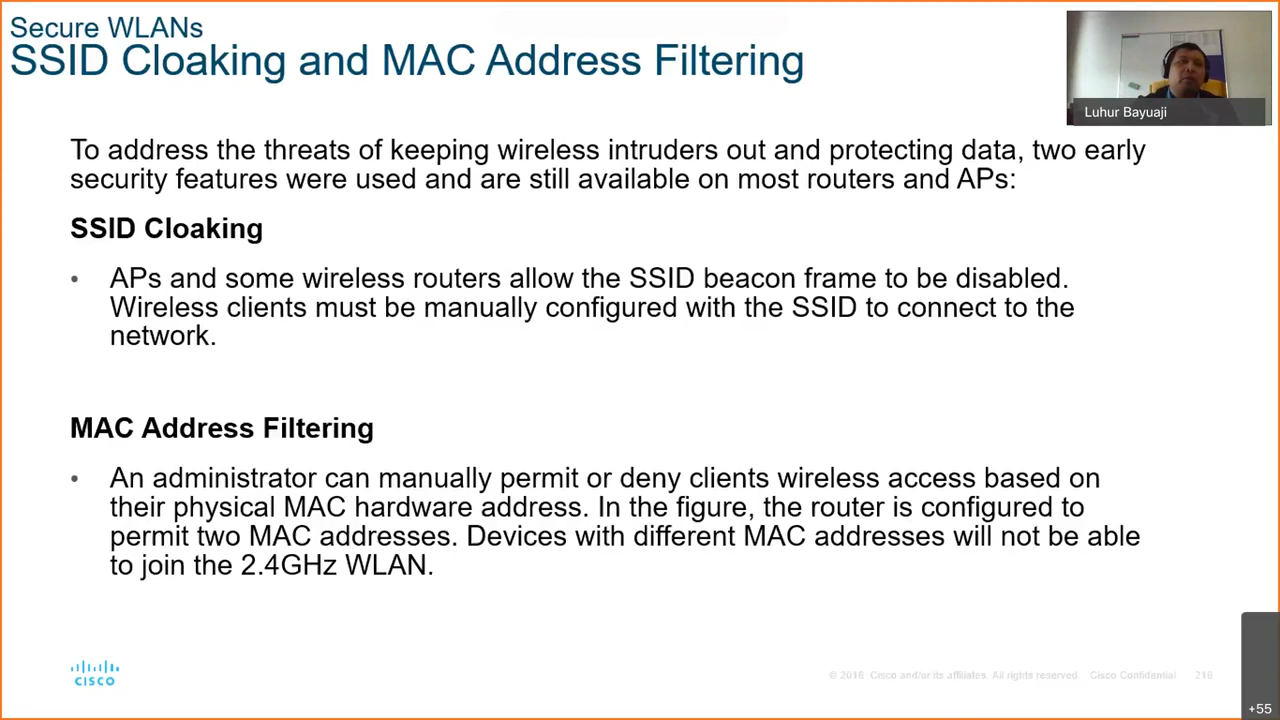 Secure WLANs
SSID Cloaking and MAC Address Filtering
Luhur Bayuaji
To address the threats of keeping wireless intruders out and protecting data, two early
security features were used and are still available on most routers and APs:
SSID Cloaking
• APs and some wireless routers allow the SSID beacon frame to be disabled.
Wireless clients must be manually configured with the SSID to connect to the
network.
MAC Address Filtering
• An administrator can manually permit or deny clients wireless access based on
their physical MAC hardware address. In the figure, the router is configured to
permit two MAC addresses. Devices with different MAC addresses will not be able
to join the 2.4GHz WLAN.
CISCO
© 2016 Cisco and/or its affiliates. All rights reserved. Cisco Confidential 216
+55